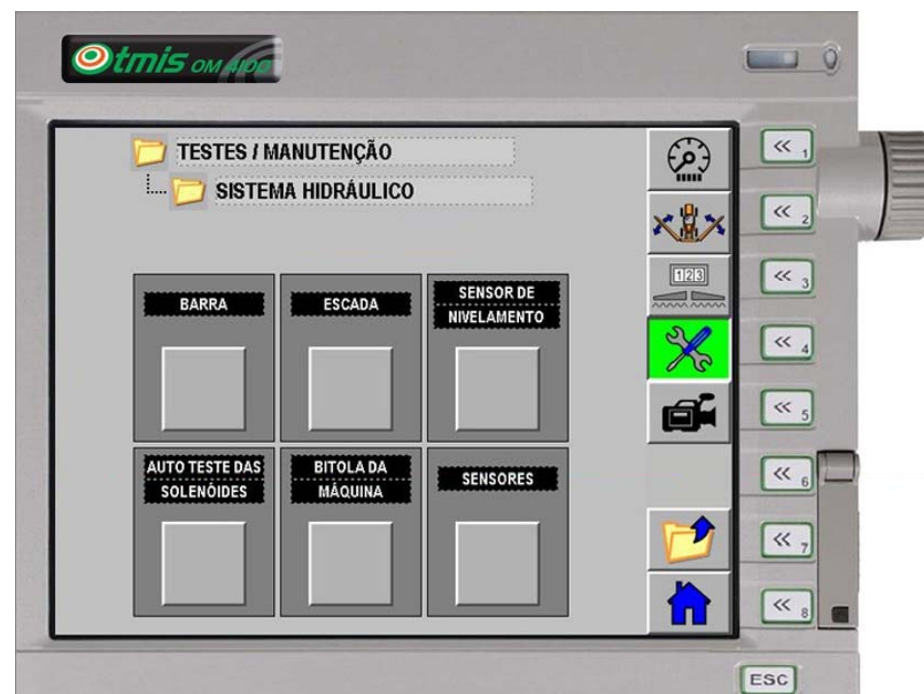 Otmis OM 4100
TESTES / MANUTENÇÃO
SISTEMA HIDRÁULICO
BARRA
ESCADA
SENSOR DE
NIVELAMENTO
AUTO TESTE DAS
SOLENÓIDES
BITOLA DA
MÁQUINA
SENSORES
123
<< 1
<< 2
<< 3
<< 4
<< 5
<< 6
<< 7
<< 8
ESC